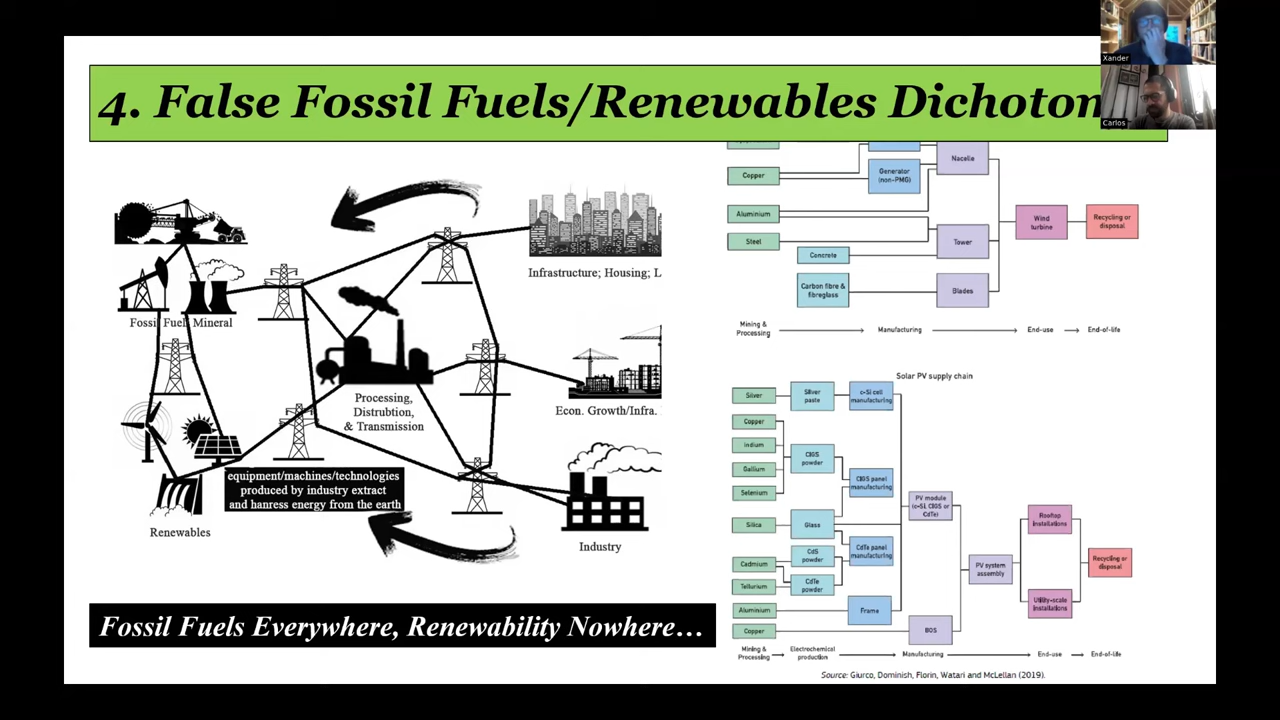 Xander
Carlos
4. False Fossil Fuels/Renewables Dichoto
Fossil Fuel Mineral
Infrastructure; Housing; L
Processing,
Distrubtion,
& Transmission
Econ. Growth/Infra.
equipment/machines/technologies
produced by industry extract
and hanress energy from the earth
Renewables
Industry
Fossil Fuels Everywhere, Renewability Nowhere…
Copper
Aluminium
Steel
Concrete
Carbon fibre &
fibreglass
Generator
(non-PMG)
Nacelle
Tower
Blades
Wind
turbine
Recycling or
disposal
Mining &
Processing
Manufacturing
End-use
End-of-life
Solar PV supply chain
Silver
Copper
Indium
Gallium
Selenium
Silica
Cadmium
Tellurium
Aluminium
Copper
Silver
paste
CIGS
powder
Glass
CdS
powder
CdTe
powder
c-Si cell
manufacturing
CIGS panel
manufacturing
CdTe panel
manufacturing
Frame
PV module
(c-Si, CIGS or
CdTe)
BOS
PV system
assembly
Rooftop
installations
Utility-scale
installations
Recycling or
disposal
Mining &
Processing
Electrochemical
production
Manufacturing
End-use
End-of-life
Source: Giurco, Dominish, Florin, Watari and McLellan (2019).